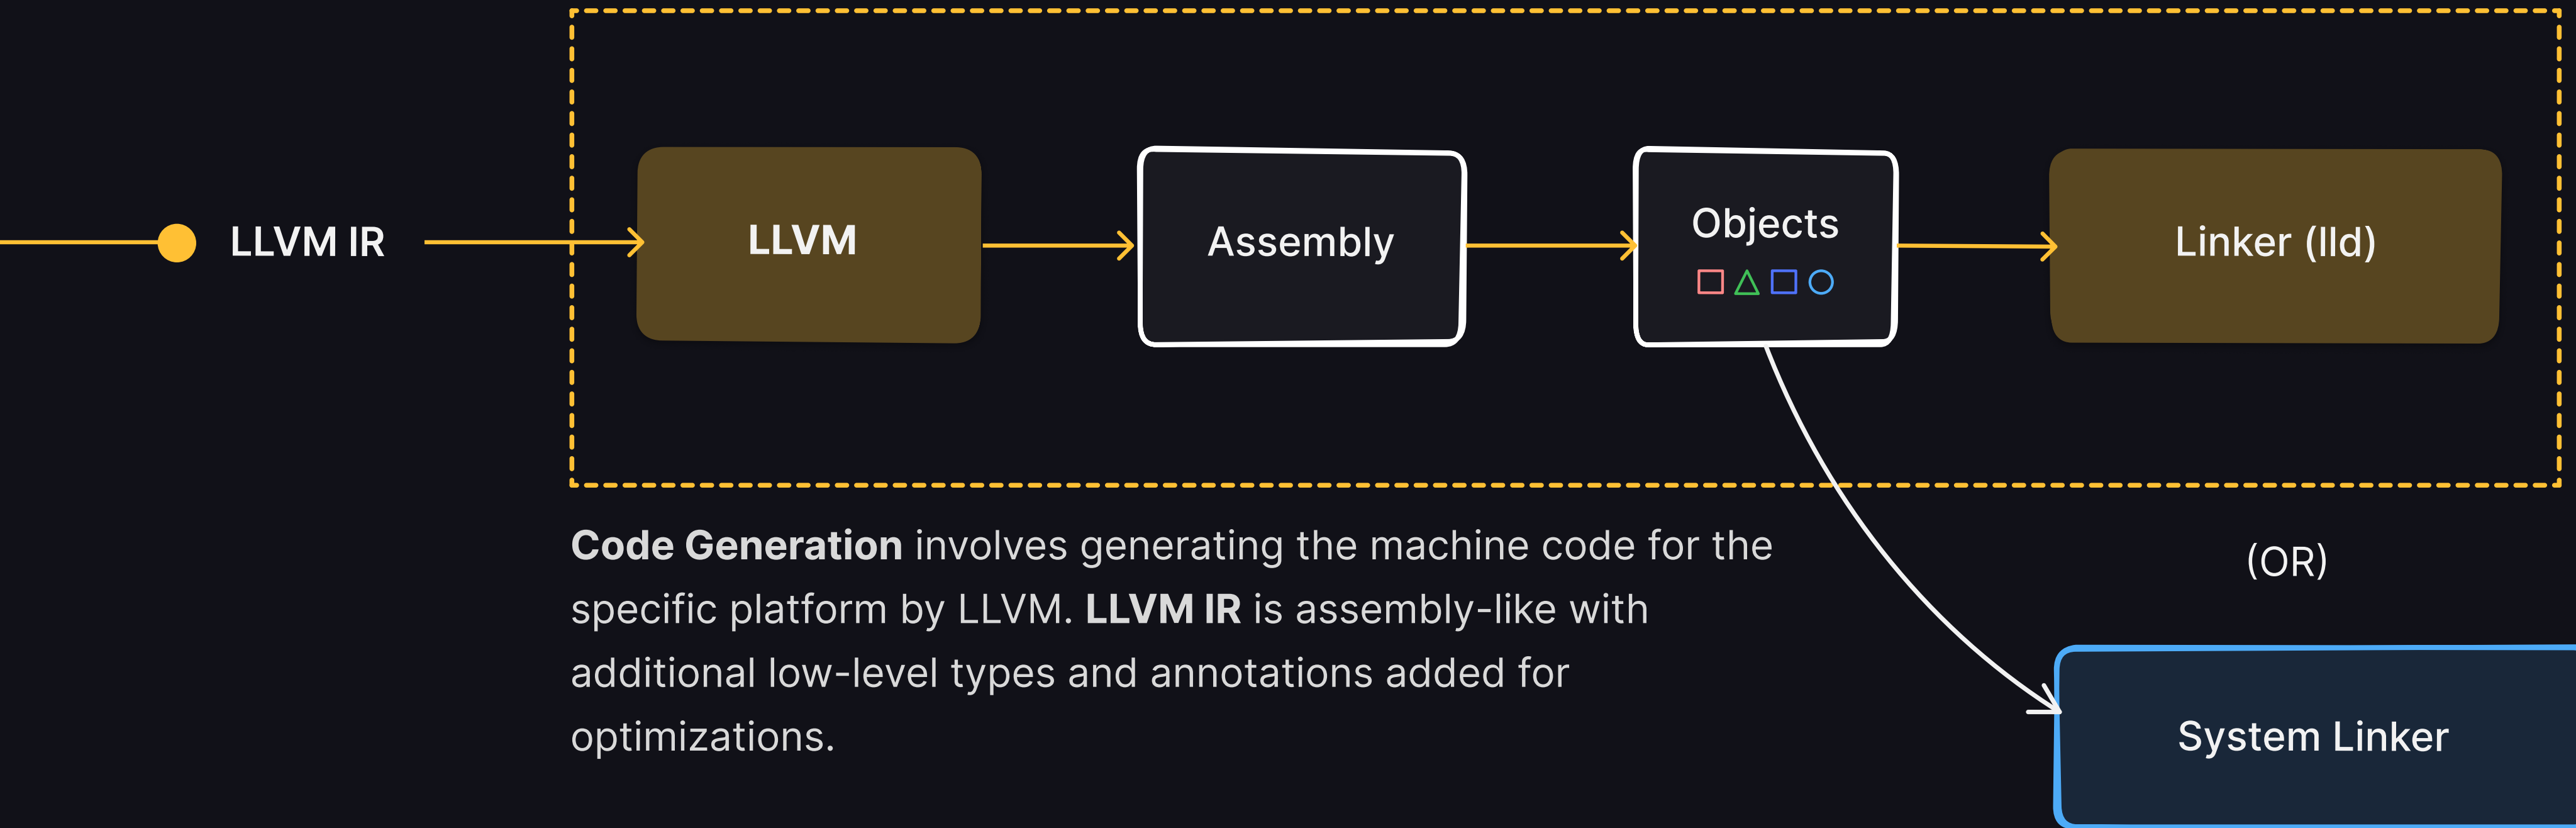 LLVM IR
LLVM
Assembly
Objects
Linker (lld)
Code Generation involves generating the machine code for the
specific platform by LLVM. LLVM IR is assembly-like with
additional low-level types and annotations added for
optimizations.
(OR)
System Linker